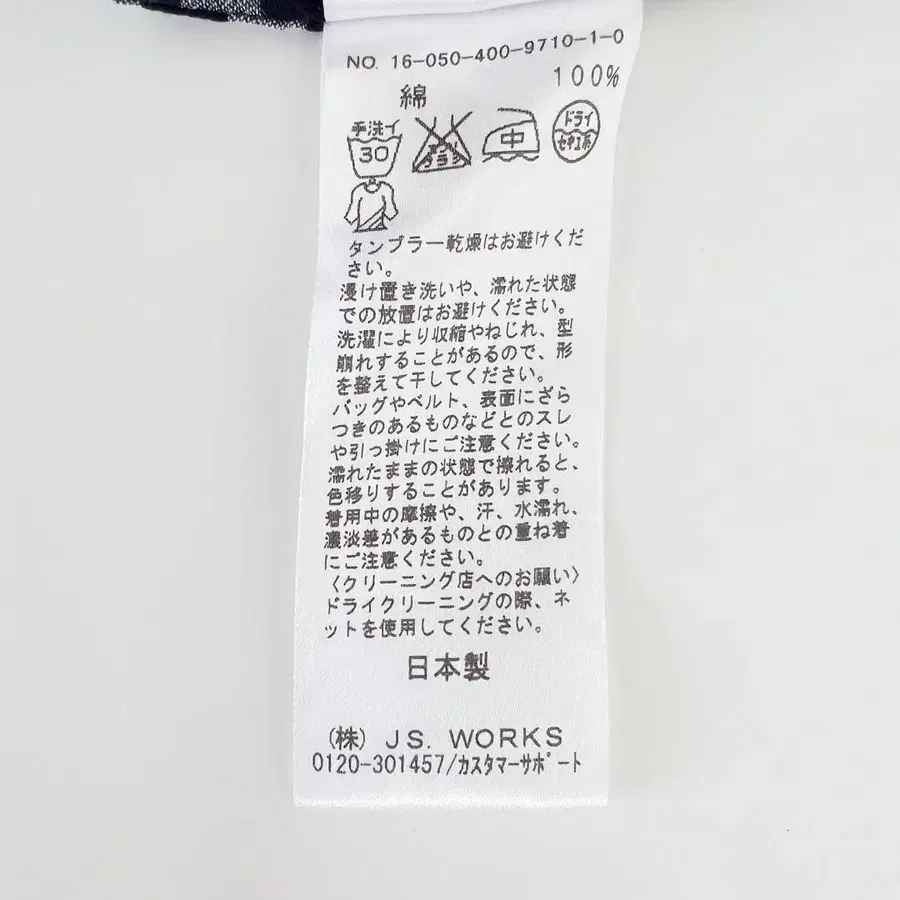 NO. 16-050-400-9710-1-0
綿 100%
手洗イ 30 エンソ サラシ 中 ドライ セキユ系
タンブラー乾燥はお避けくだ
さい。
浸け置き洗いや、濡れた状態
での放置はお避けください。
洗濯により収縮やねじれ、型
崩れすることがあるので、形
を整えて干してください。
バッグやベルト、表面にざら
つきのあるものなどとのスレ
や引っ掛けにご注意ください。
濡れたままの状態で擦れると、
色移りすることがあります。
着用中の摩擦や、汗、水濡れ、
濃淡差があるものとの重ね着
にご注意ください。
〈クリーニング店へのお願い〉
ドライクリーニングの際、ネ
ットを使用してください。
日本製
(株) J.S. WORKS
0120-301457/カスタマーサポート